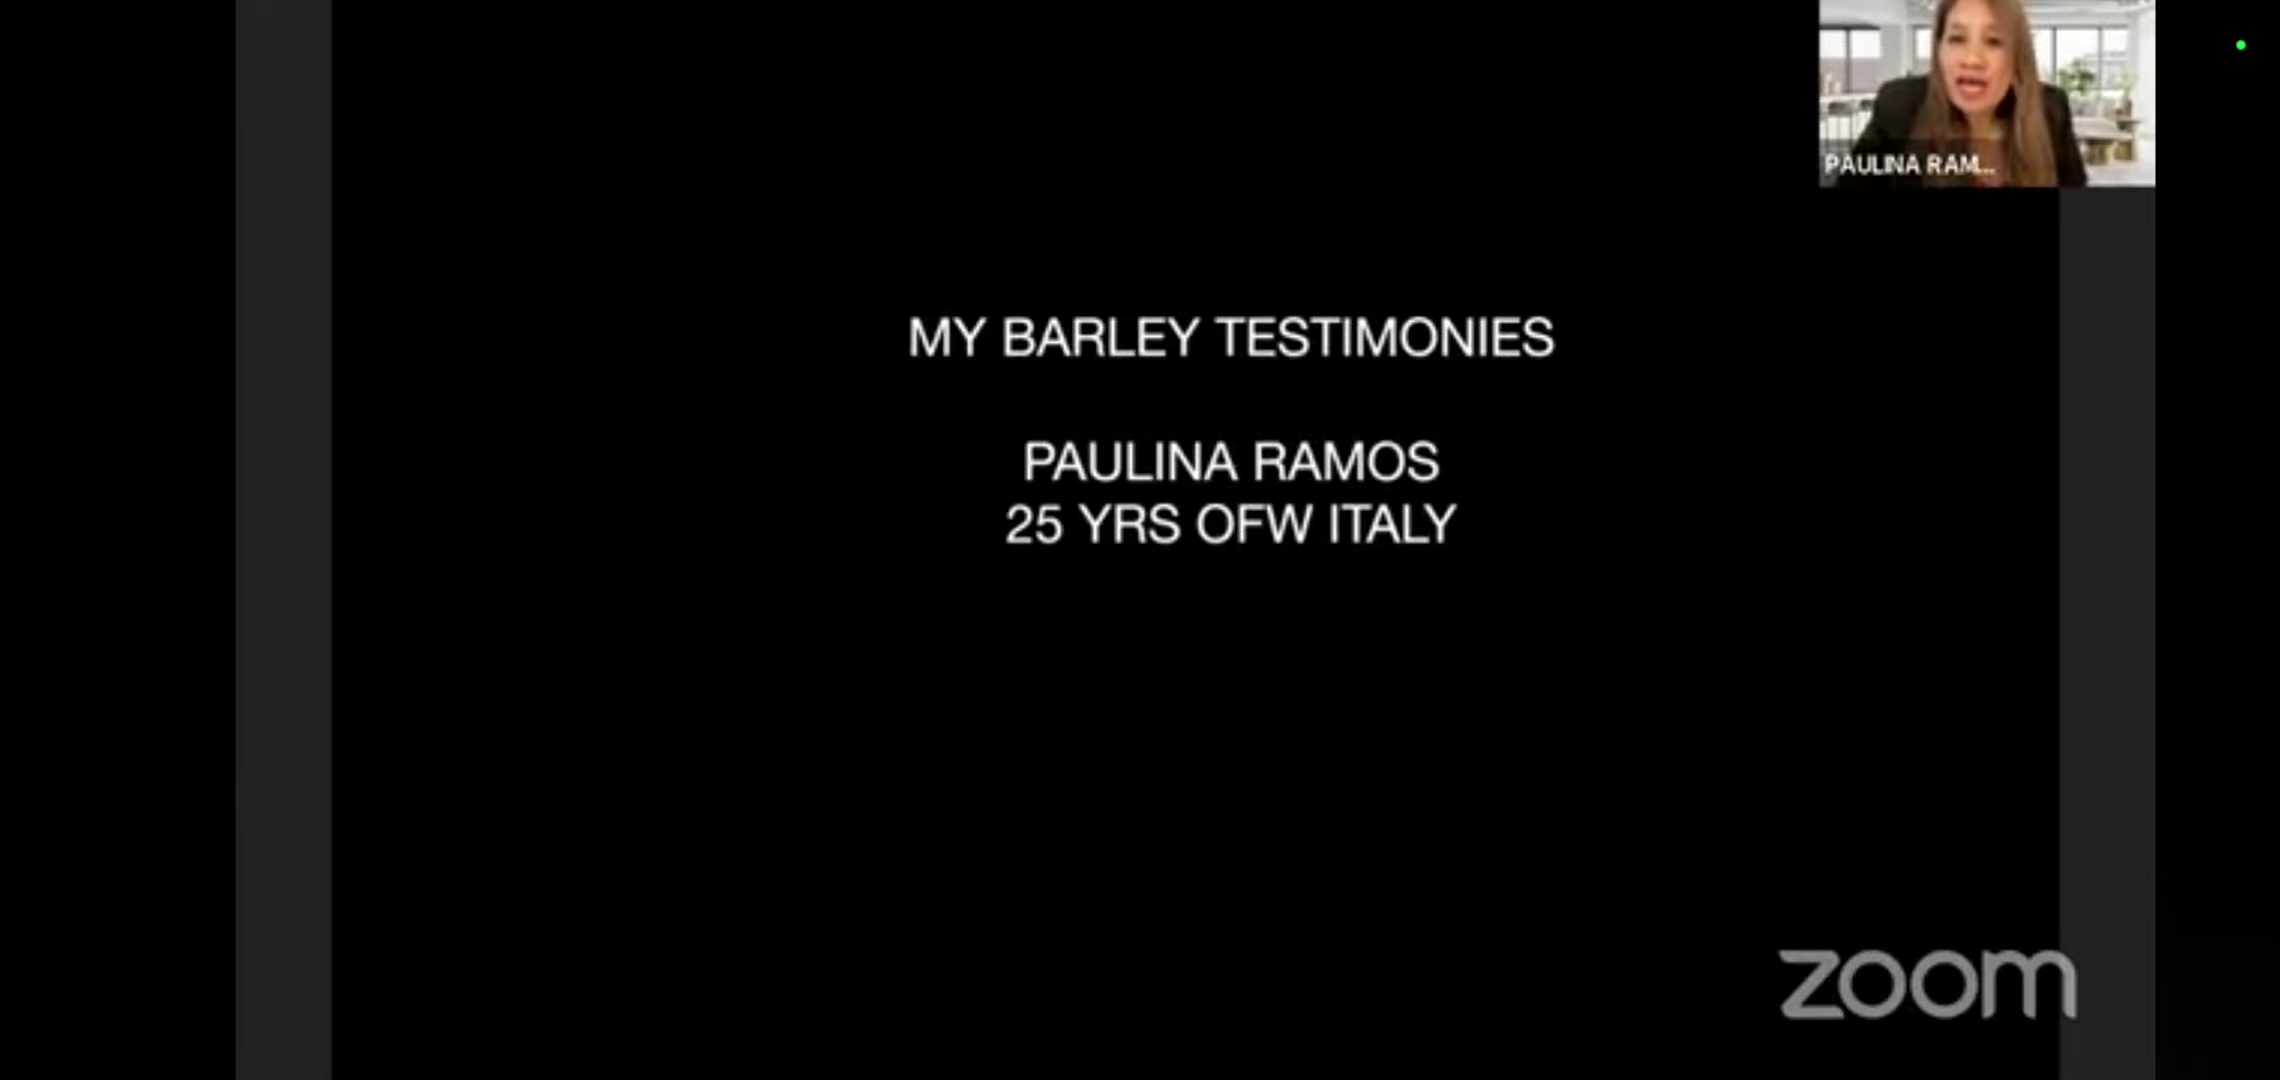 PAULINA RAM...
MY BARLEY TESTIMONIES
PAULINA RAMOS
25 YRS OFW ITALY
zoom